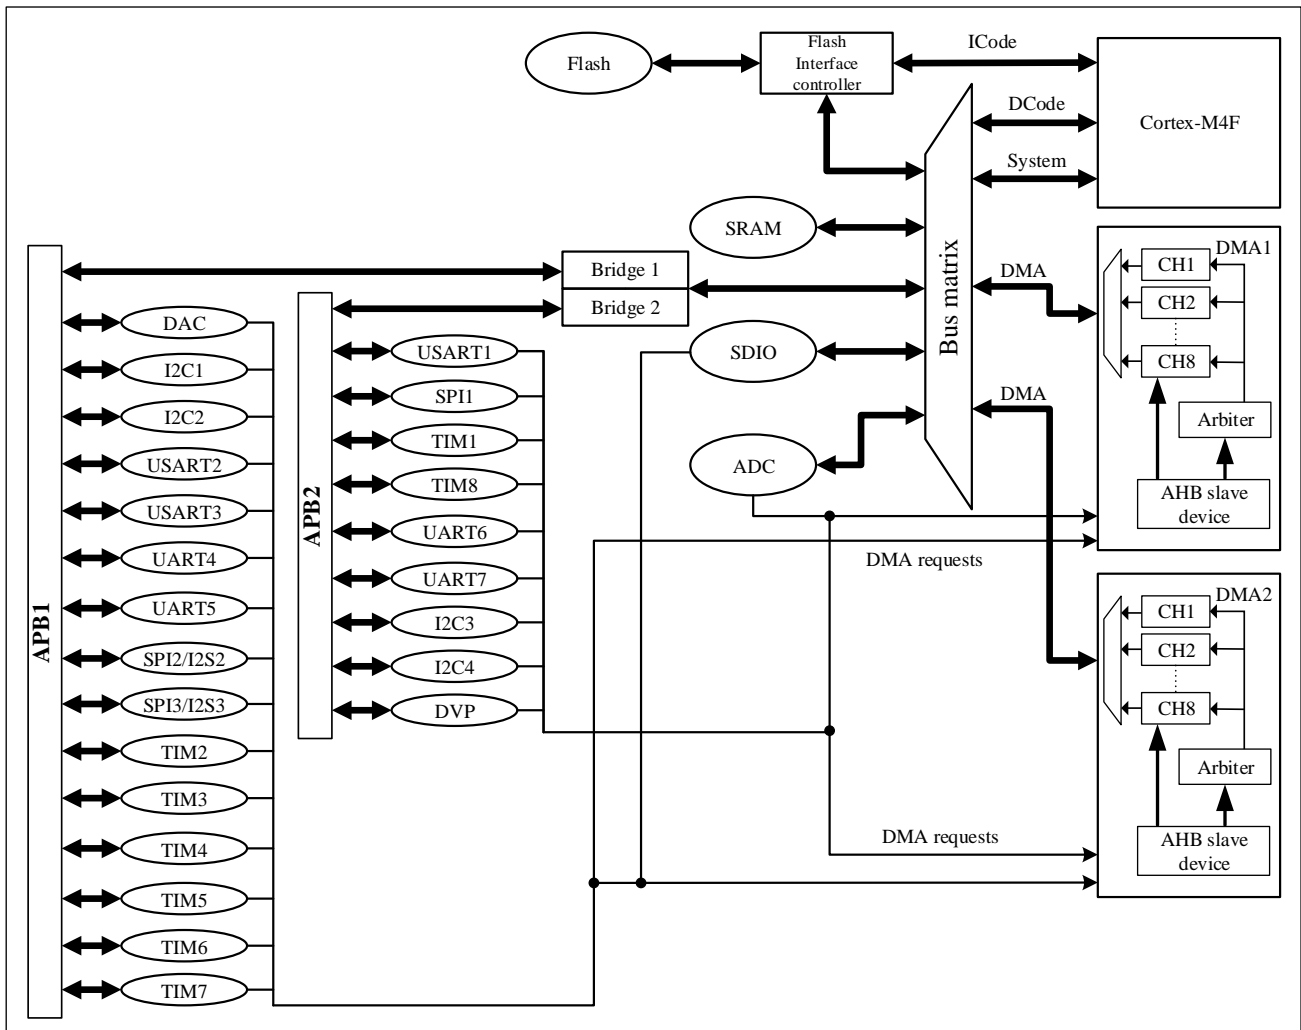 Flash
Flash
Interface
controller
ICode
DCode
System
Cortex-M4F
SRAM
Bus matrix
Bridge 1
Bridge 2
SDIO
ADC
DMA
DMA
DMA1
CH1
CH2
CH8
Arbiter
AHB slave
device
DMA requests
DMA2
CH1
CH2
CH8
Arbiter
AHB slave
device
DMA requests
APB1
DAC
I2C1
I2C2
USART2
USART3
UART4
UART5
SPI2/I2S2
SPI3/I2S3
TIM2
TIM3
TIM4
TIM5
TIM6
TIM7
APB2
USART1
SPI1
TIM1
TIM8
UART6
UART7
I2C3
I2C4
DVP